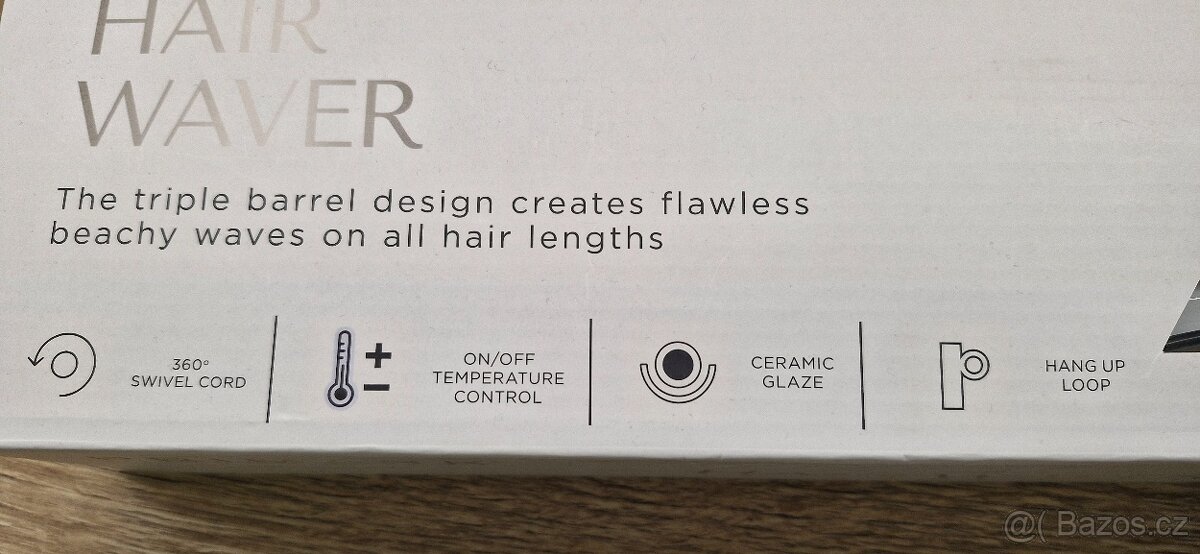 HAIR
WAVER
The triple barrel design creates flawless
beachy waves on all hair lengths
360°
SWIVEL CORD
ON/OFF
TEMPERATURE
CONTROL
CERAMIC
GLAZE
HANG UP
LOOP
@( Bazos.cz